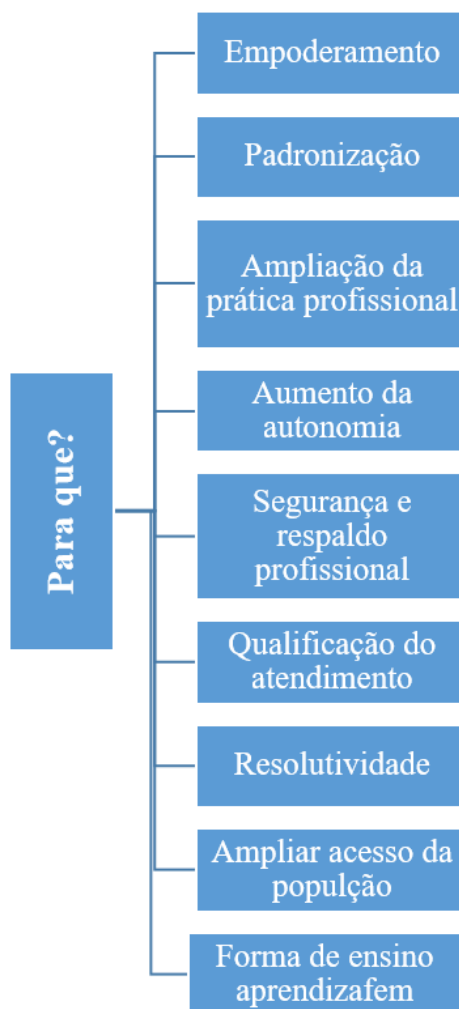 Para que?
Empoderamento
Padronização
Ampliação da
prática profissional
Aumento da
autonomia
Segurança e
respaldo
profissional
Qualificação do
atendimento
Resolutividade
Ampliar acesso da
populção
Forma de ensino
aprendizafem